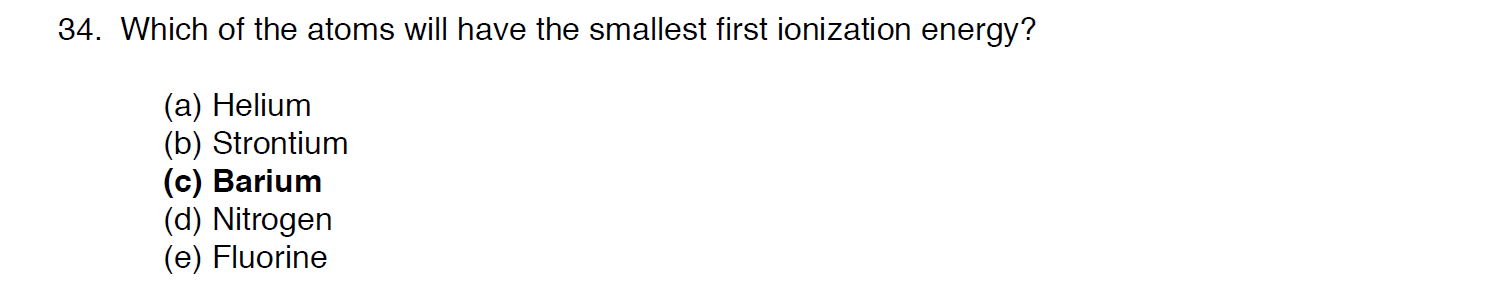 34. Which of the atoms will have the smallest first ionization energy?
(a) Helium
(b) Strontium
(c) Barium
(d) Nitrogen
(e) Fluorine